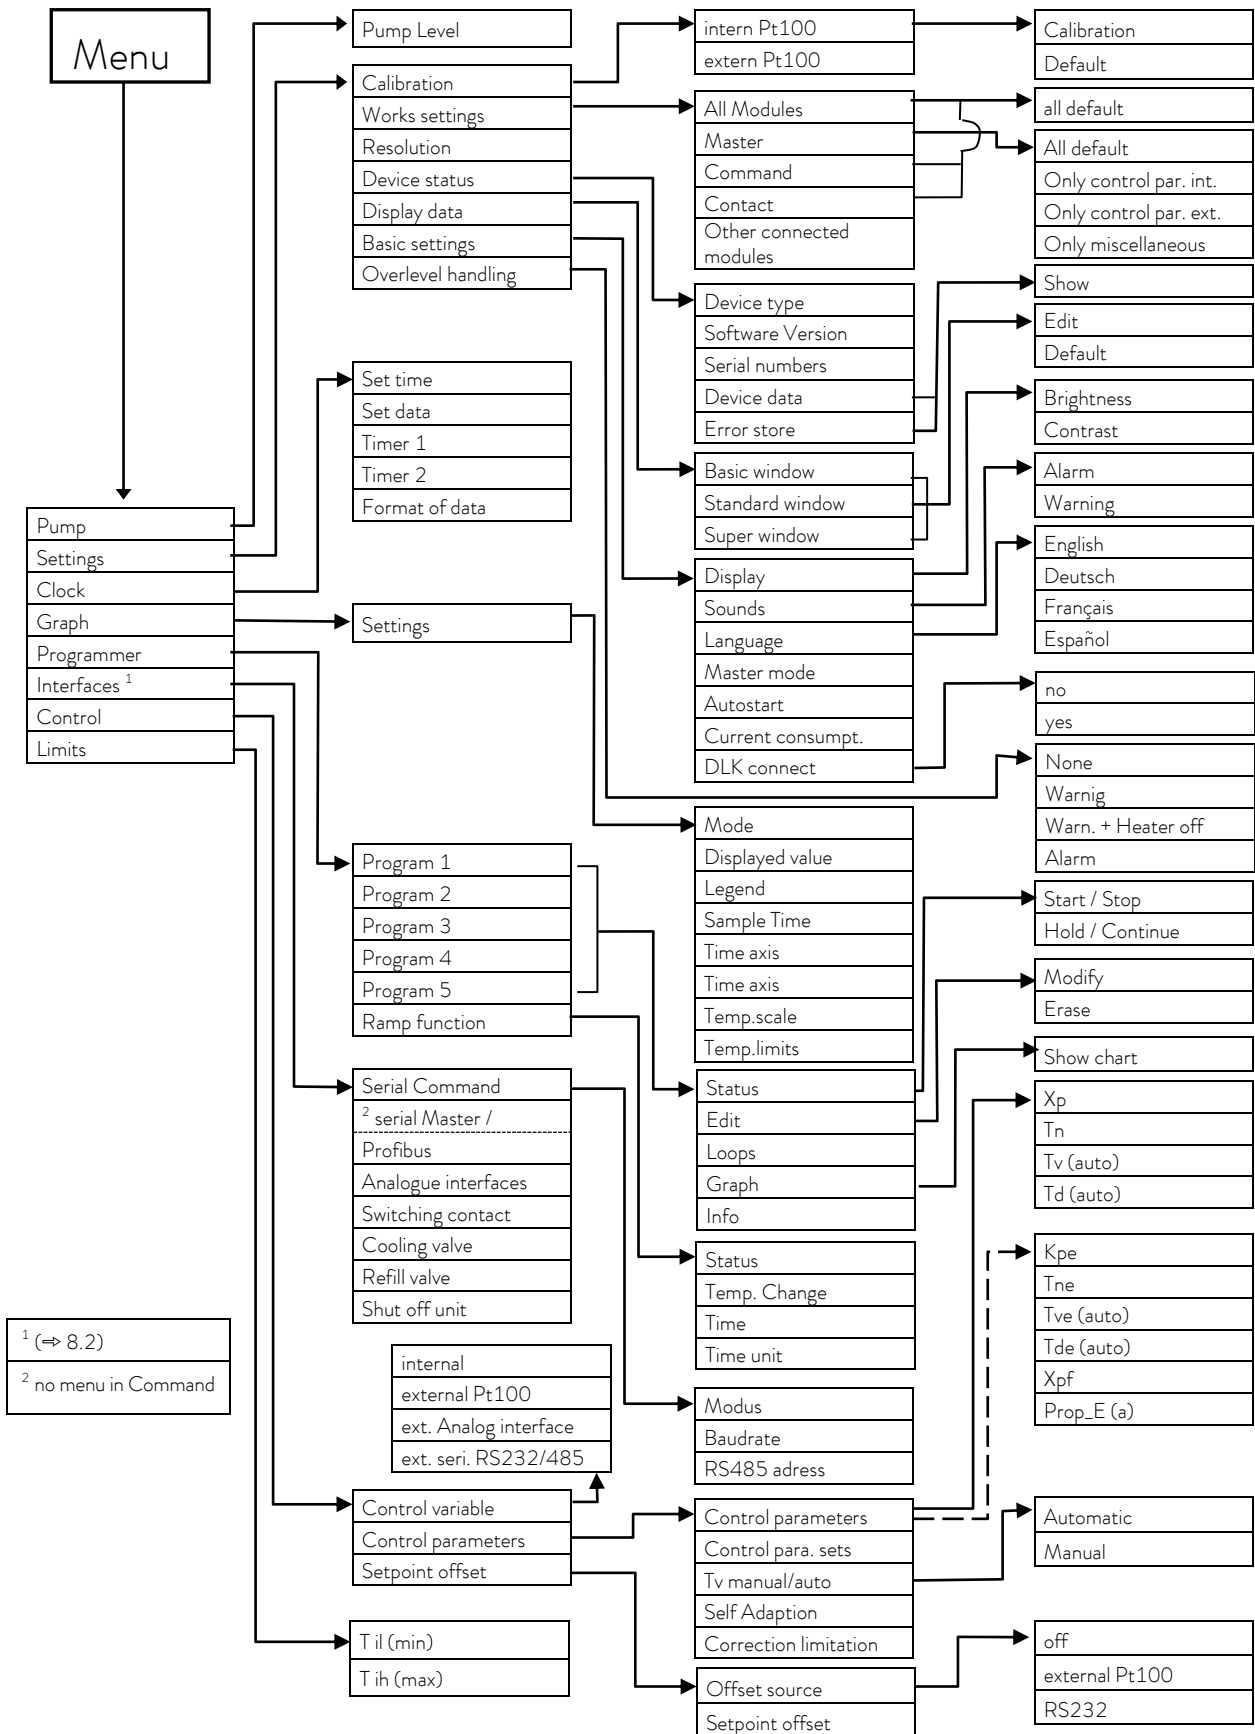 Menu
Pump
Settings
Clock
Graph
Programmer
Interfaces ¹
Control
Limits
¹ (⇨ 8.2)
² no menu in Command
Pump Level
Calibration
Works settings
Resolution
Device status
Display data
Basic settings
Overlevel handling
Set time
Set data
Timer 1
Timer 2
Format of data
Settings
Program 1
Program 2
Program 3
Program 4
Program 5
Ramp function
Serial Command
² serial Master /
Profibus
Analogue interfaces
Switching contact
Cooling valve
Refill valve
Shut off unit
internal
external Pt100
ext. Analog interface
ext. seri. RS232/485
Control variable
Control parameters
Setpoint offset
T il (min)
T ih (max)
intern Pt100
extern Pt100
All Modules
Master
Command
Contact
Other connected
modules
Device type
Software Version
Serial numbers
Device data
Error store
Basic window
Standard window
Super window
Display
Sounds
Language
Master mode
Autostart
Current consumpt.
DLK connect
Mode
Displayed value
Legend
Sample Time
Time axis
Time axis
Temp.scale
Temp.limits
Status
Edit
Loops
Graph
Info
Status
Temp. Change
Time
Time unit
Modus
Baudrate
RS485 adress
Control parameters
Control para. sets
Tv manual/auto
Self Adaption
Correction limitation
Offset source
Setpoint offset
Calibration
Default
all default
All default
Only control par. int.
Only control par. ext.
Only miscellaneous
Show
Edit
Default
Brightness
Contrast
Alarm
Warning
English
Deutsch
Français
Español
no
yes
None
Warnig
Warn. + Heater off
Alarm
Start / Stop
Hold / Continue
Modify
Erase
Show chart
Xp
Tn
Tv (auto)
Td (auto)
Kpe
Tne
Tve (auto)
Tde (auto)
Xpf
Prop_E (a)
Automatic
Manual
off
external Pt100
RS232